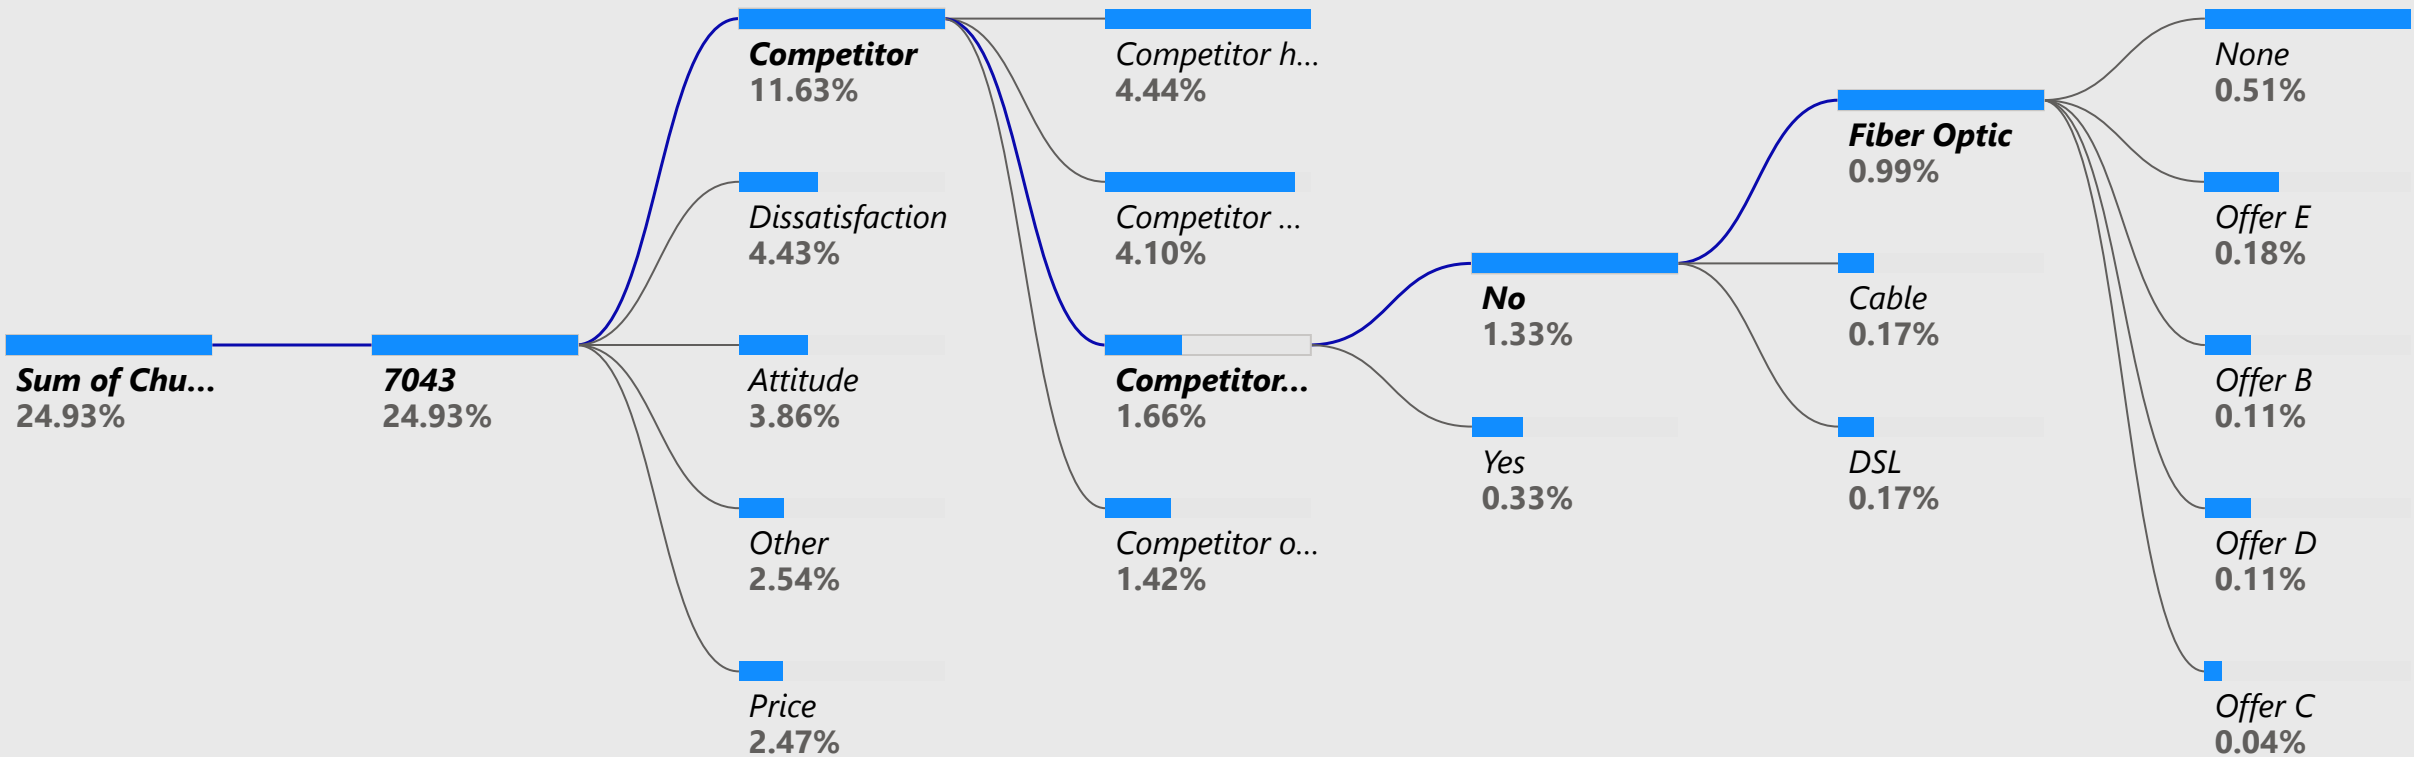 Sum of Chu...
24.93%
7043
24.93%
Competitor
11.63%
Dissatisfaction
4.43%
Attitude
3.86%
Other
2.54%
Price
2.47%
Competitor h...
4.44%
Competitor ...
4.10%
Competitor...
1.66%
Competitor o...
1.42%
No
1.33%
Yes
0.33%
Fiber Optic
0.99%
Cable
0.17%
DSL
0.17%
None
0.51%
Offer E
0.18%
Offer B
0.11%
Offer D
0.11%
Offer C
0.04%